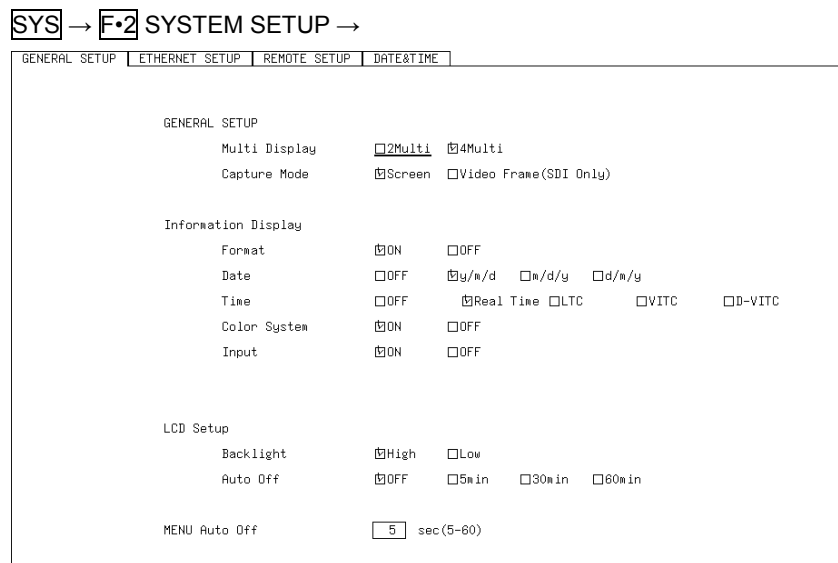 SYS → F•2 SYSTEM SETUP →
GENERAL SETUP ETHERNET SETUP REMOTE SETUP DATE&TIME
GENERAL SETUP
Multi Display ☐2Multi ☑4Multi
Capture Mode ☑Screen ☐Video Frame(SDI Only)
Information Display
Format ☑ON ☐OFF
Date ☐OFF ☑y/m/d ☐m/d/y ☐d/m/y
Time ☐OFF ☑Real Time ☐LTC ☐VITC ☐D-VITC
Color System ☑ON ☐OFF
Input ☑ON ☐OFF
LCD Setup
Backlight ☑High ☐Low
Auto Off ☑OFF ☐5min ☐30min ☐60min
MENU Auto Off 5 sec(5-60)